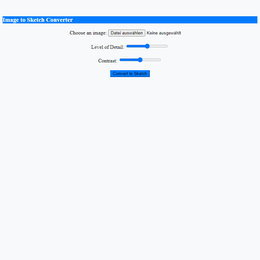 Image to Sketch Converter
Choose an image: Datei auswählen Keine ausgewählt
Level of Detail:
Contrast:
Convert to Sketch